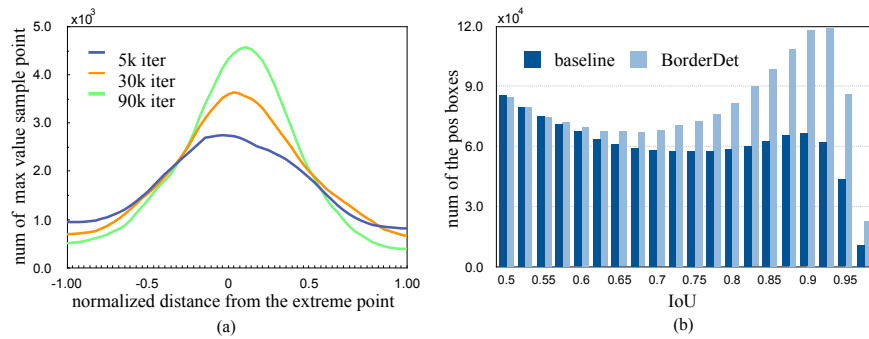 ×10³
5.0
4.0
3.0
2.0
1.0
0.0
num of max value sample point
5k iter
30k iter
90k iter
-1.00
-0.5
0
0.5
1.00
normalized distance from the extreme point
(a)
×10⁴
12.0
9.0
6.0
3.0
0.0
num of the pos boxes
baseline
BorderDet
0.5
0.55
0.6
0.65
0.7
0.75
0.8
0.85
0.9
0.95
IoU
(b)